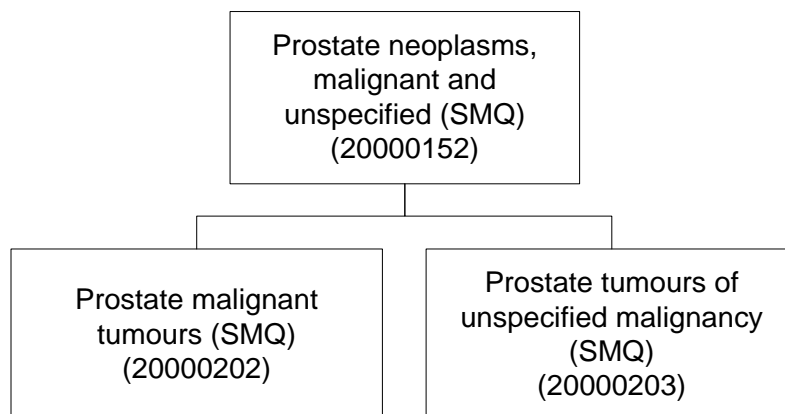 Prostate neoplasms,
malignant and
unspecified (SMQ)
(20000152)
Prostate malignant
tumours (SMQ)
(20000202)
Prostate tumours of
unspecified malignancy
(SMQ)
(20000203)